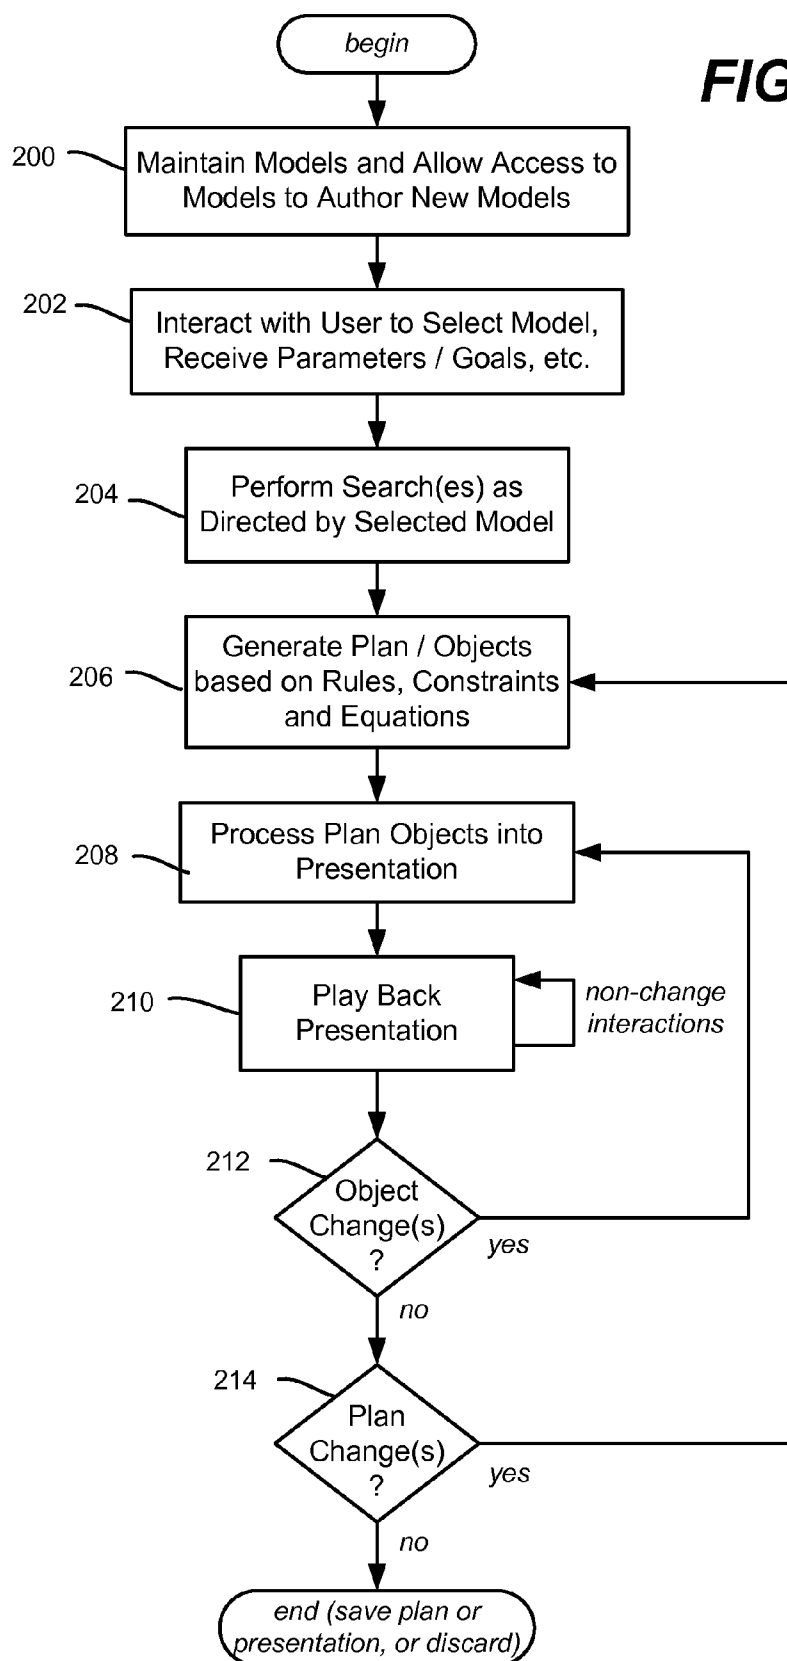 begin
FIG
200
Maintain Models and Allow Access to
Models to Author New Models
202
Interact with User to Select Model,
Receive Parameters / Goals, etc.
204
Perform Search(es) as
Directed by Selected Model
206
Generate Plan / Objects
based on Rules, Constraints
and Equations
208
Process Plan Objects into
Presentation
210
Play Back
Presentation
non-change
interactions
212
Object
Change(s)
?
yes
no
214
Plan
Change(s)
?
yes
no
end (save plan or
presentation, or discard)